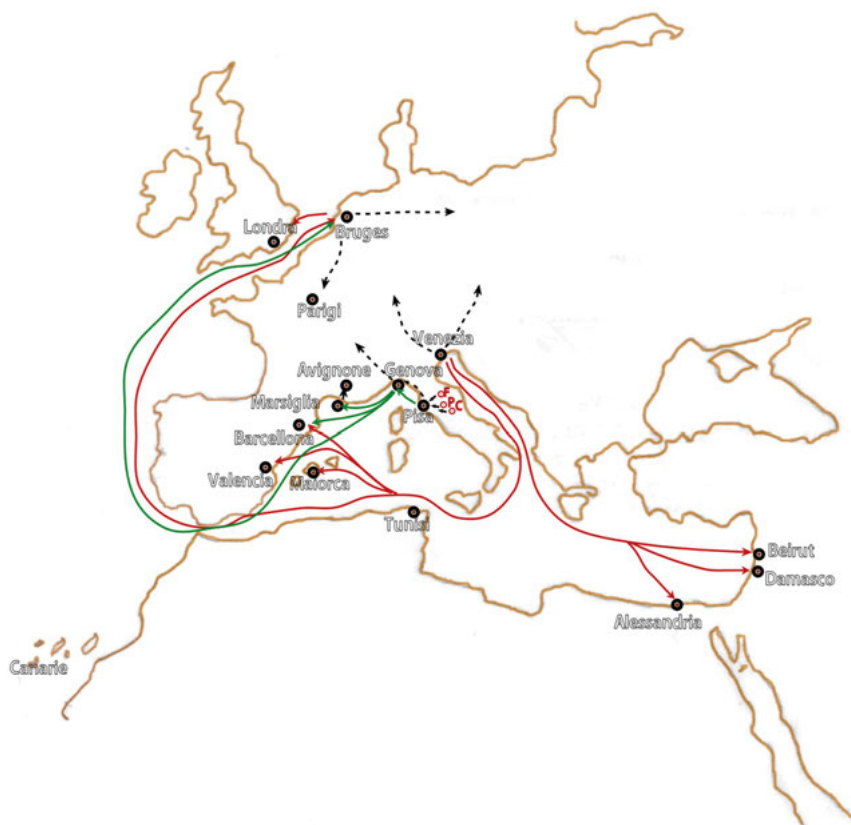 Londra
Bruges
Parigi
Venezia
Avignone
Genova
Marsiglia
F
Pisa
P C
Barcellona
Valencia
Maiorca
Tunisi
Beirut
Damasco
Alessandria
Canarie